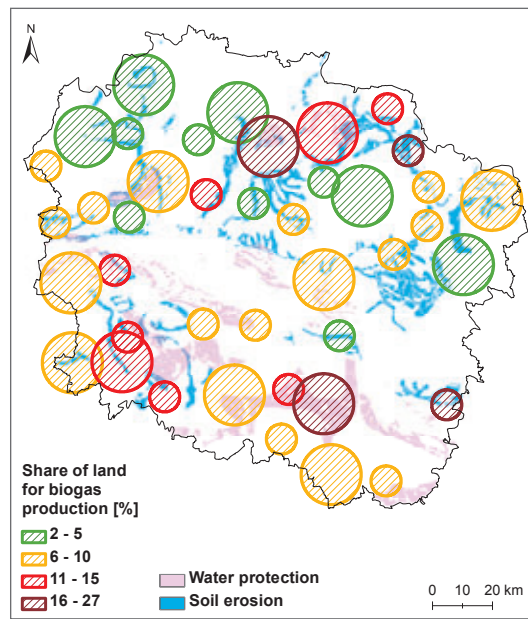 N
Share of land
for biogas
production [%]
2 - 5
6 - 10
11 - 15
16 - 27
Water protection
Soil erosion
0 10 20 km